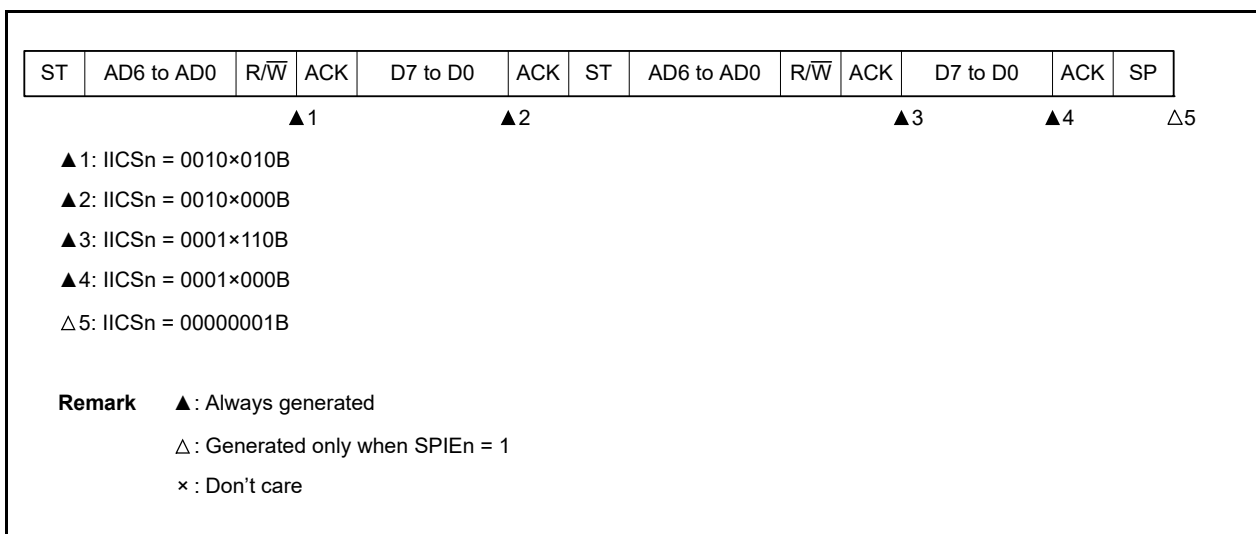 ST AD6 to AD0 R/W̅ ACK D7 to D0 ACK ST AD6 to AD0 R/W̅ ACK D7 to D0 ACK SP
▲1 ▲2 ▲3 ▲4 △5
▲1: IICSn = 0010×010B
▲2: IICSn = 0010×000B
▲3: IICSn = 0001×110B
▲4: IICSn = 0001×000B
△5: IICSn = 00000001B
Remark ▲: Always generated
△: Generated only when SPIEn = 1
×: Don't care